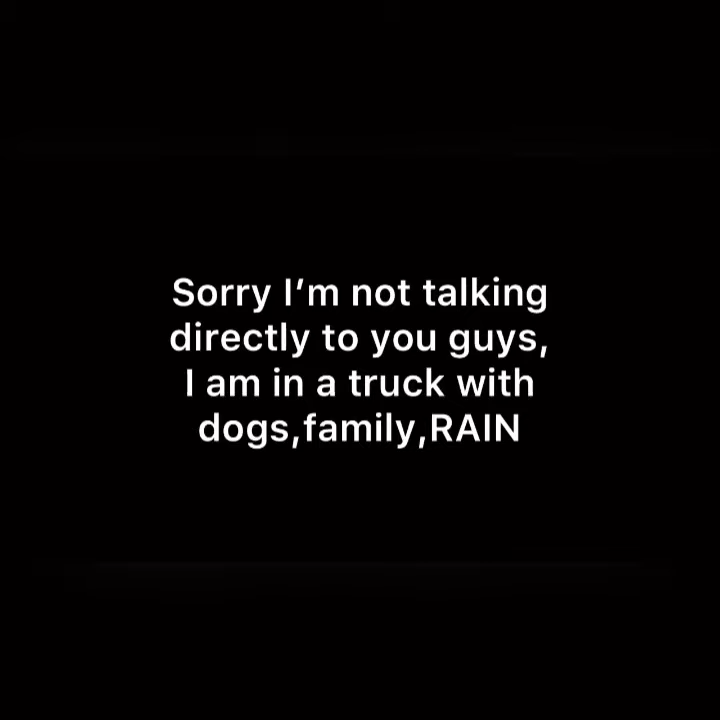 Sorry I’m not talking
directly to you guys,
I am in a truck with
dogs,family,RAIN